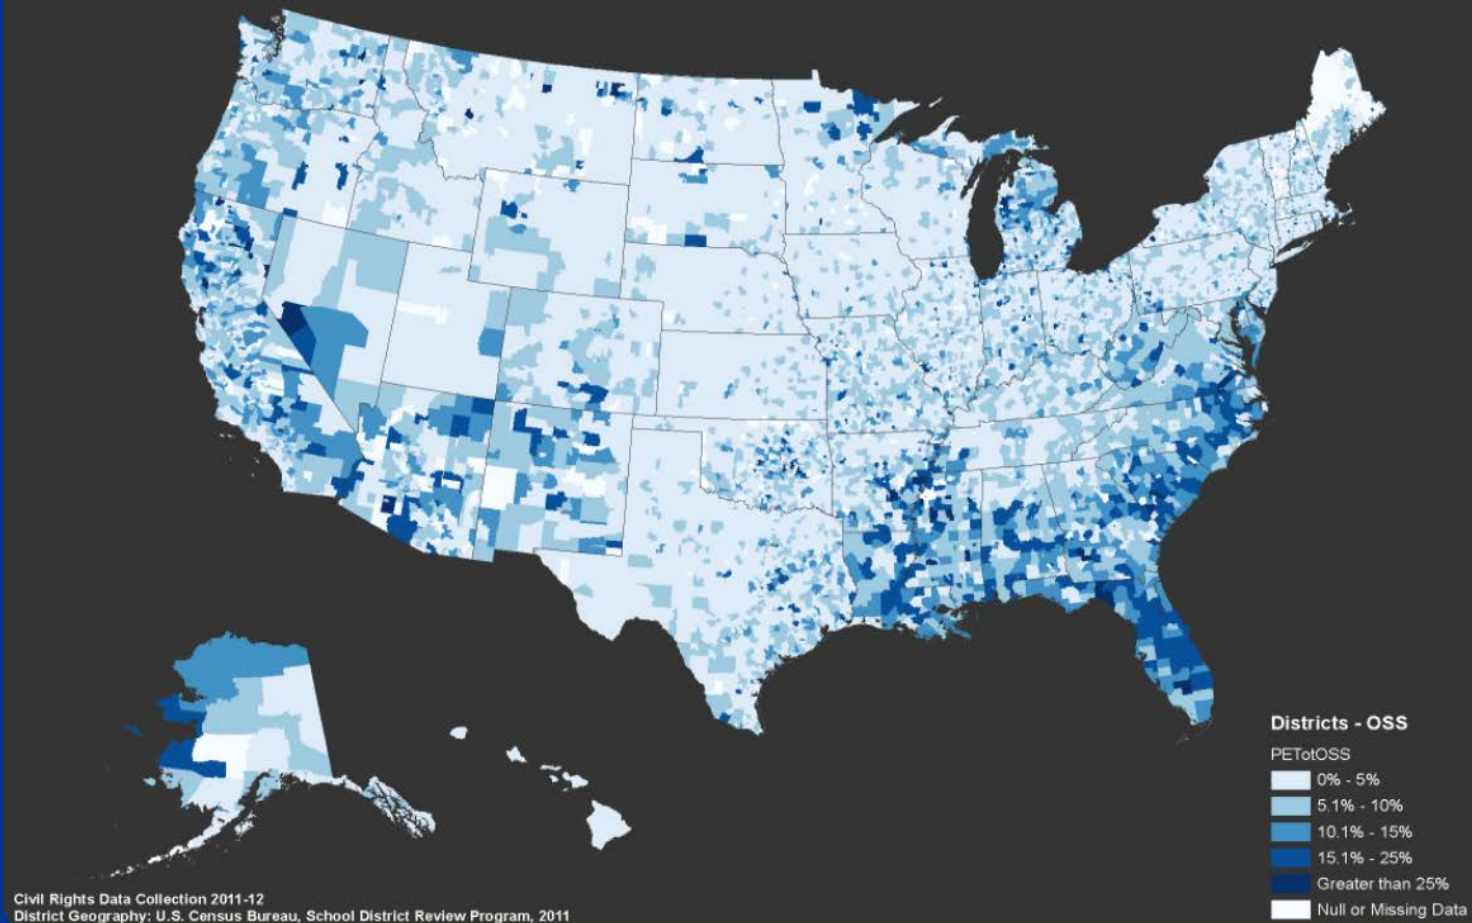 Districts - OSS
PETotOSS
0% - 5%
5.1% - 10%
10.1% - 15%
15.1% - 25%
Greater than 25%
Null or Missing Data
Civil Rights Data Collection 2011-12
District Geography: U.S. Census Bureau, School District Review Program, 2011